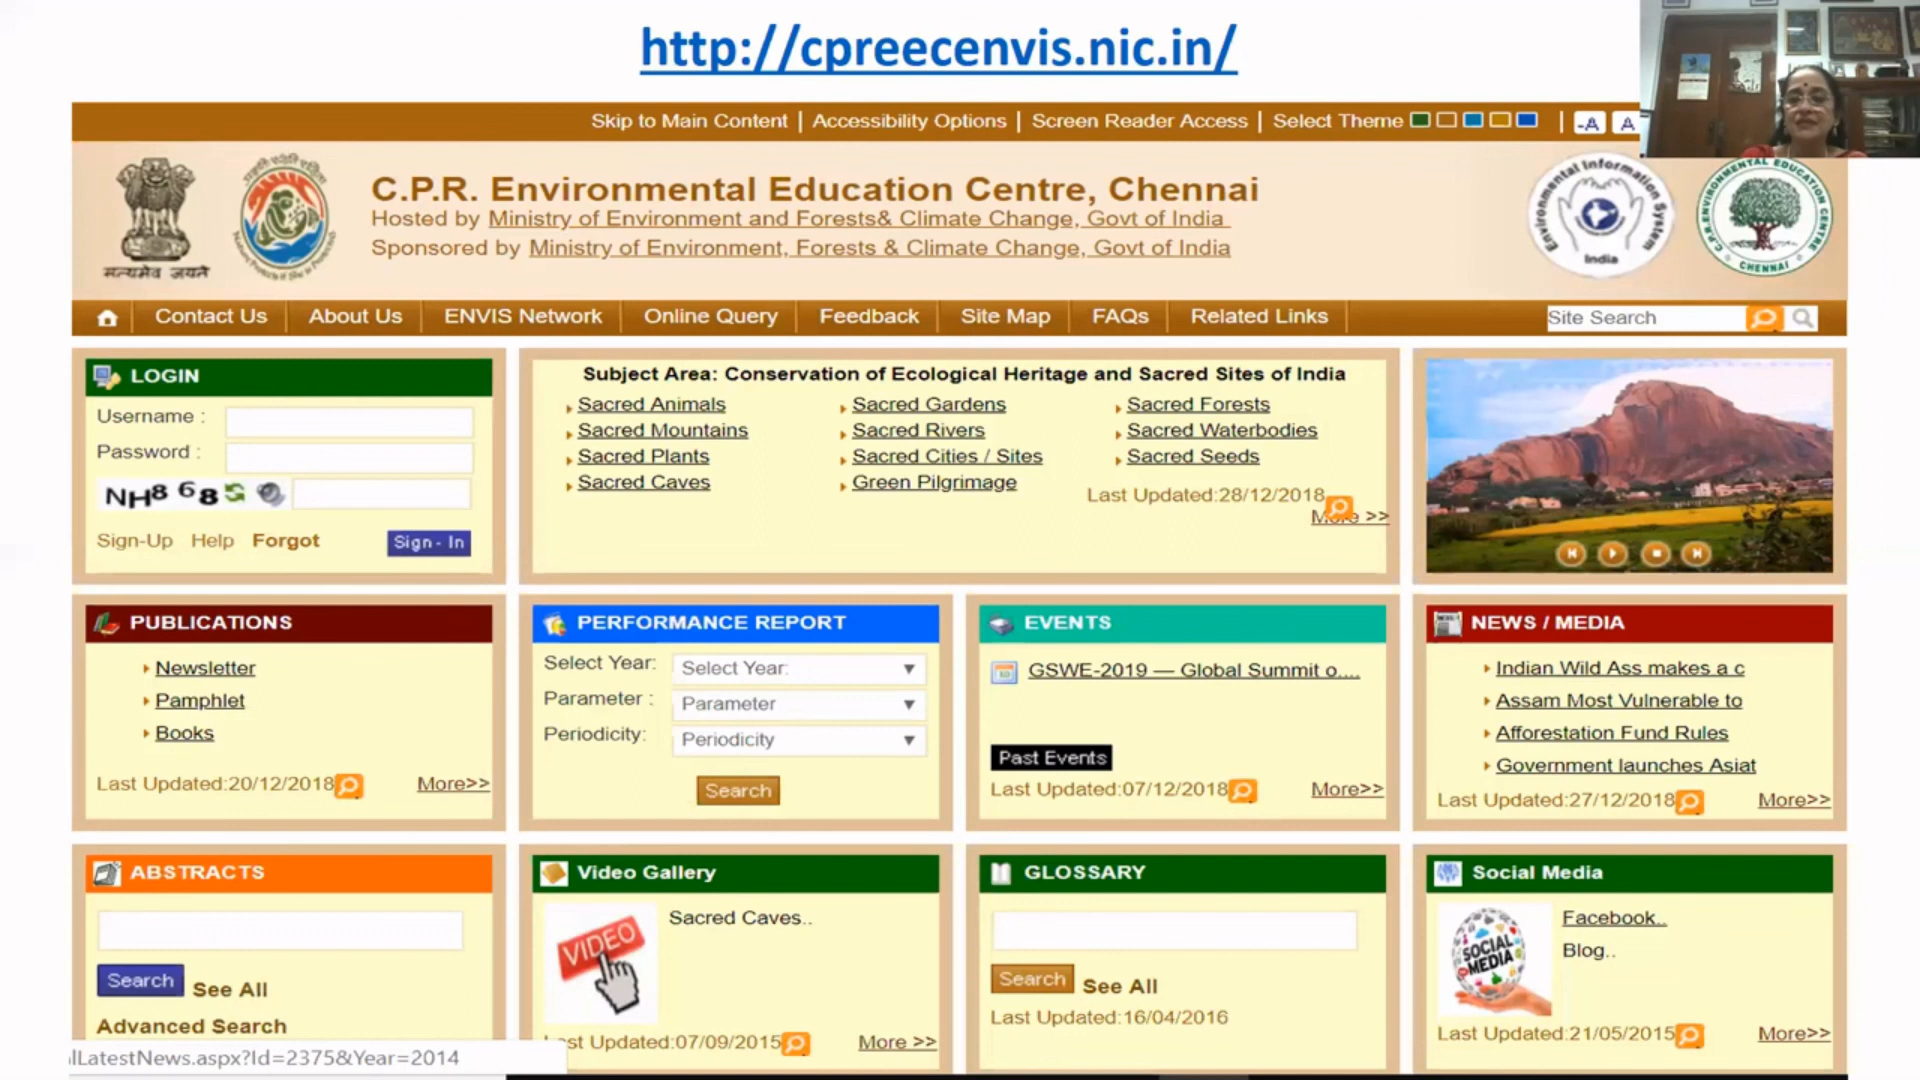 http://cpreecenvis.nic.in/
Skip to Main Content | Accessibility Options | Screen Reader Access | Select Theme | -A A
C.P.R. Environmental Education Centre, Chennai
Hosted by Ministry of Environment and Forests& Climate Change, Govt of India
Sponsored by Ministry of Environment, Forests & Climate Change, Govt of India
सत्यमेव जयते
Environmental Information System
India
C.P.R. ENVIRONMENTAL EDUCATION CENTRE
CHENNAI
Contact Us About Us ENVIS Network Online Query Feedback Site Map FAQs Related Links Site Search
LOGIN
Username :
Password :
NH8 68
Sign-Up Help Forgot Sign - In
Subject Area: Conservation of Ecological Heritage and Sacred Sites of India
Sacred Animals Sacred Gardens Sacred Forests
Sacred Mountains Sacred Rivers Sacred Waterbodies
Sacred Plants Sacred Cities / Sites Sacred Seeds
Sacred Caves Green Pilgrimage
Last Updated:28/12/2018
More >>
PUBLICATIONS
Newsletter
Pamphlet
Books
Last Updated:20/12/2018 More>>
PERFORMANCE REPORT
Select Year: Select Year:
Parameter : Parameter
Periodicity: Periodicity
Search
EVENTS
GSWE-2019 — Global Summit o....
Past Events
Last Updated:07/12/2018 More>>
NEWS / MEDIA
Indian Wild Ass makes a c
Assam Most Vulnerable to
Afforestation Fund Rules
Government launches Asiat
Last Updated:27/12/2018 More>>
ABSTRACTS
Search See All
Advanced Search
Video Gallery
VIDEO
Sacred Caves..
st Updated:07/09/2015 More >>
GLOSSARY
Search See All
Last Updated:16/04/2016
Social Media
SOCIAL MEDIA
Facebook..
Blog..
Last Updated:21/05/2015 More>>
lLatestNews.aspx?Id=2375&Year=2014